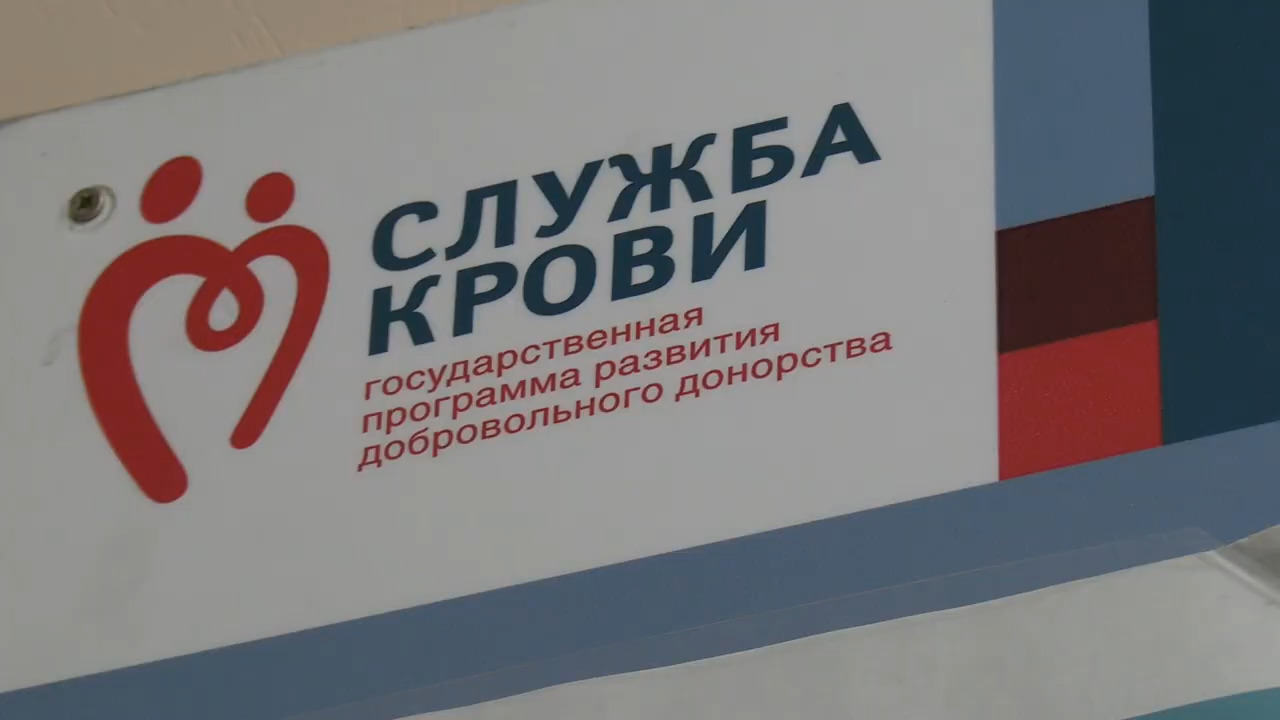 СЛУЖБА
КРОВИ
государственная
программа развития
добровольного донорства